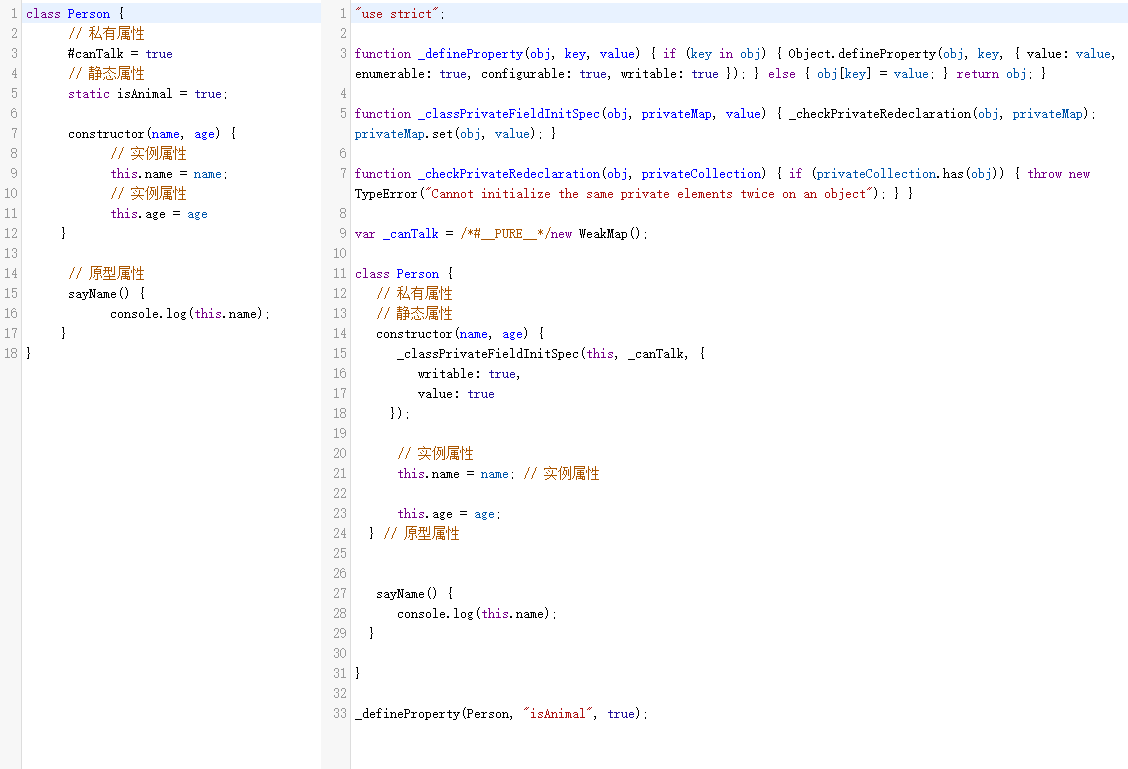 1 class Person {
2 // 私有属性
3 #canTalk = true
4 // 静态属性
5 static isAnimal = true;
6
7 constructor(name, age) {
8 // 实例属性
9 this.name = name;
10 // 实例属性
11 this.age = age
12 }
13
14 // 原型属性
15 sayName() {
16 console.log(this.name);
17 }
18 }
1 "use strict";
2
3 function _defineProperty(obj, key, value) { if (key in obj) { Object.defineProperty(obj, key, { value: value,
enumerable: true, configurable: true, writable: true }); } else { obj[key] = value; } return obj; }
4
5 function _classPrivateFieldInitSpec(obj, privateMap, value) { _checkPrivateRedeclaration(obj, privateMap);
privateMap.set(obj, value); }
6
7 function _checkPrivateRedeclaration(obj, privateCollection) { if (privateCollection.has(obj)) { throw new
TypeError("Cannot initialize the same private elements twice on an object"); } }
8
9 var _canTalk = /*#__PURE__*/new WeakMap();
10
11 class Person {
12 // 私有属性
13 // 静态属性
14 constructor(name, age) {
15 _classPrivateFieldInitSpec(this, _canTalk, {
16 writable: true,
17 value: true
18 });
19
20 // 实例属性
21 this.name = name; // 实例属性
22
23 this.age = age;
24 } // 原型属性
25
26
27 sayName() {
28 console.log(this.name);
29 }
30
31 }
32
33 _defineProperty(Person, "isAnimal", true);